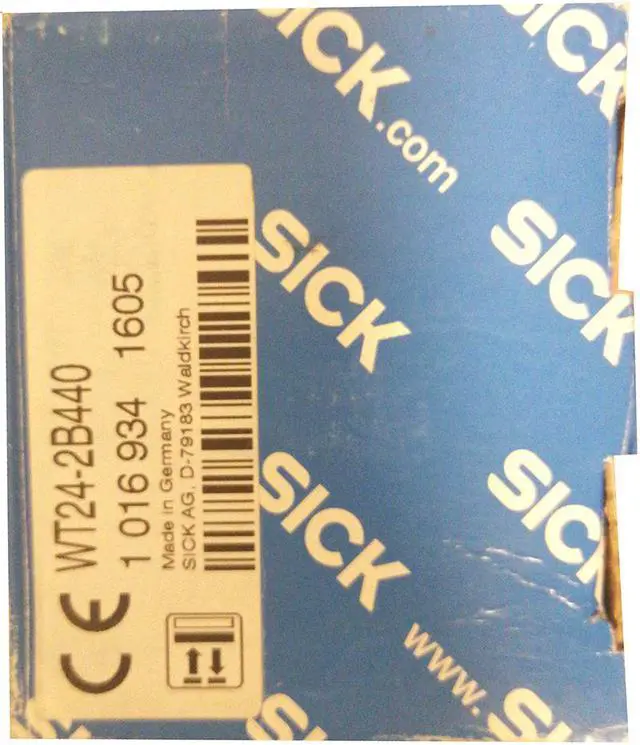 SICK
.com
SICK
SICK
SICK
SICK
SICK
www.
CE
WT24-2B440
1 016 934 1605
Made in Germany
SICK AG, D-79183 Waldkirch